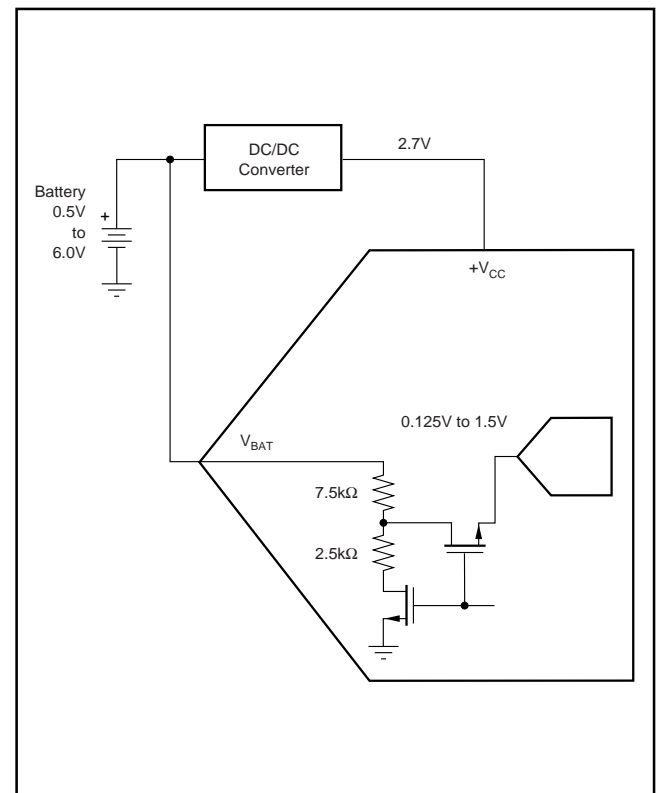 DC/DC
Converter
2.7V
Battery
0.5V
to
6.0V
+
+V_CC
0.125V to 1.5V
V_BAT
7.5kΩ
2.5kΩ